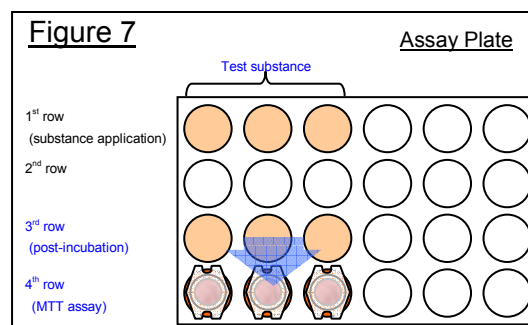 Figure 7
Assay Plate
Test substance
1st row
(substance application)
2nd row
3rd row
(post-incubation)
4th row
(MTT assay)